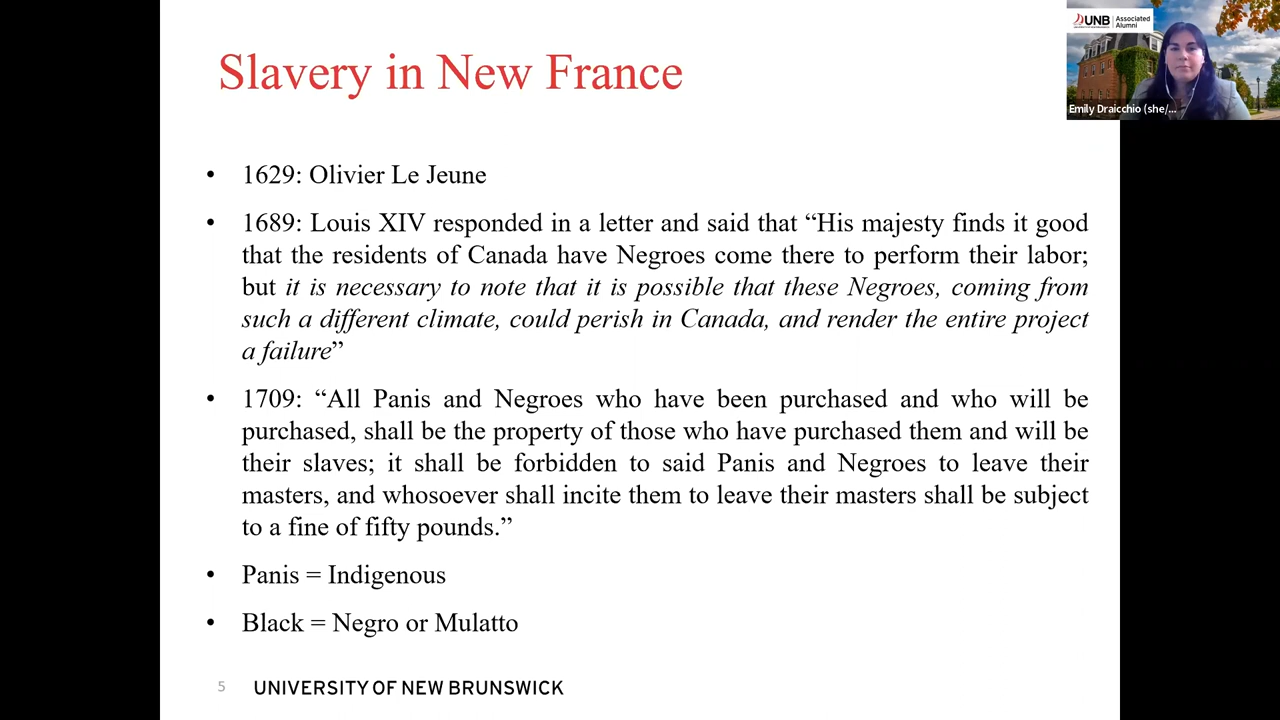 Slavery in New France
• 1629: Olivier Le Jeune
• 1689: Louis XIV responded in a letter and said that “His majesty finds it good
that the residents of Canada have Negroes come there to perform their labor;
but it is necessary to note that it is possible that these Negroes, coming from
such a different climate, could perish in Canada, and render the entire project
a failure”
• 1709: “All Panis and Negroes who have been purchased and who will be
purchased, shall be the property of those who have purchased them and will be
their slaves; it shall be forbidden to said Panis and Negroes to leave their
masters, and whosoever shall incite them to leave their masters shall be subject
to a fine of fifty pounds.”
• Panis = Indigenous
• Black = Negro or Mulatto
5 UNIVERSITY OF NEW BRUNSWICK
UNB Associated
Alumni
Emily Draicchio (she/...